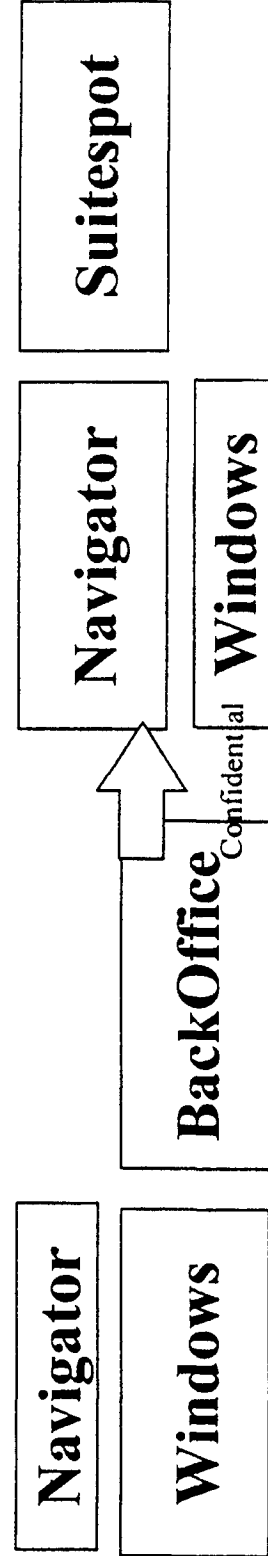 Navigator
Windows
BackOffice
Navigator
Suitespot
Windows
Confidential